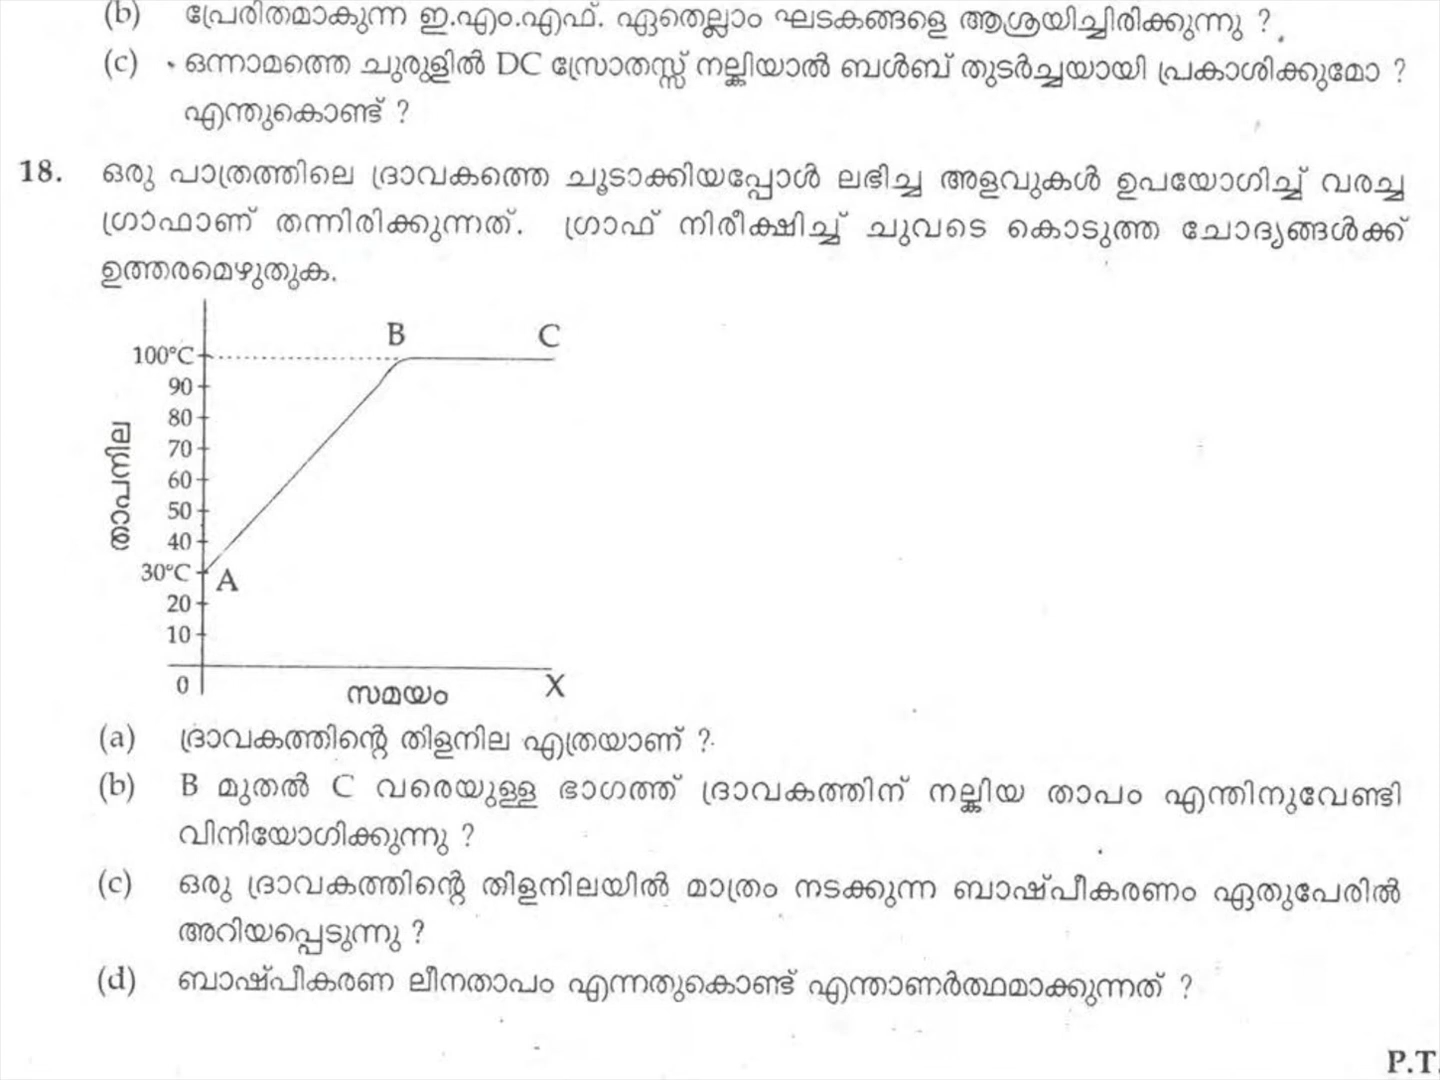 (b) പ്രേരിതമാകുന്ന ഇ.എം.എഫ്. ഏതെല്ലാം ഘടകങ്ങളെ ആശ്രയിച്ചിരിക്കുന്നു ?
(c) ഒന്നാമത്തെ ചുരുളിൽ DC സ്രോതസ്സ് നല്കിയാൽ ബൾബ് തുടർച്ചയായി പ്രകാശിക്കുമോ ?
എന്തുകൊണ്ട് ?
18. ഒരു പാത്രത്തിലെ ദ്രാവകത്തെ ചൂടാക്കിയപ്പോൾ ലഭിച്ച അളവുകൾ ഉപയോഗിച്ച് വരച്ച
ഗ്രാഫാണ് തന്നിരിക്കുന്നത്. ഗ്രാഫ് നിരീക്ഷിച്ച് ചുവടെ കൊടുത്ത ചോദ്യങ്ങൾക്ക്
ഉത്തരമെഴുതുക.
B C
100°C
90
80
70
60
50
40
30°C A
20
10
0
താപനില
സമയം X
(a) ദ്രാവകത്തിന്റെ തിളനില എത്രയാണ് ?
(b) B മുതൽ C വരെയുള്ള ഭാഗത്ത് ദ്രാവകത്തിന് നല്കിയ താപം എന്തിനുവേണ്ടി
വിനിയോഗിക്കുന്നു ?
(c) ഒരു ദ്രാവകത്തിന്റെ തിളനിലയിൽ മാത്രം നടക്കുന്ന ബാഷ്പീകരണം ഏതുപേരിൽ
അറിയപ്പെടുന്നു ?
(d) ബാഷ്പീകരണ ലീനതാപം എന്നതുകൊണ്ട് എന്താണർത്ഥമാക്കുന്നത് ?
P.T.